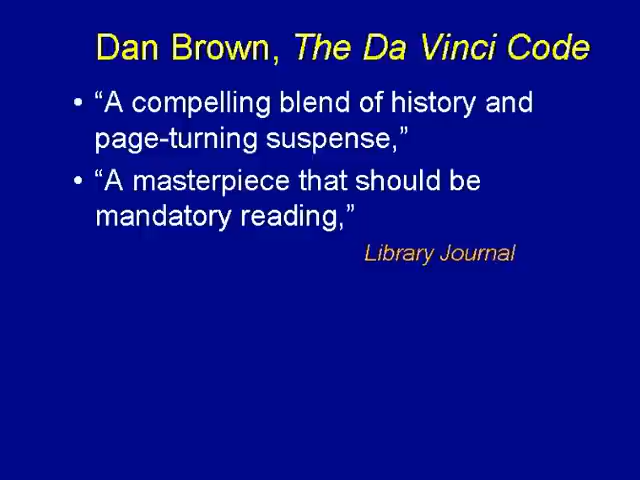 Dan Brown, The Da Vinci Code
• “A compelling blend of history and
page-turning suspense,”
• “A masterpiece that should be
mandatory reading,”
Library Journal